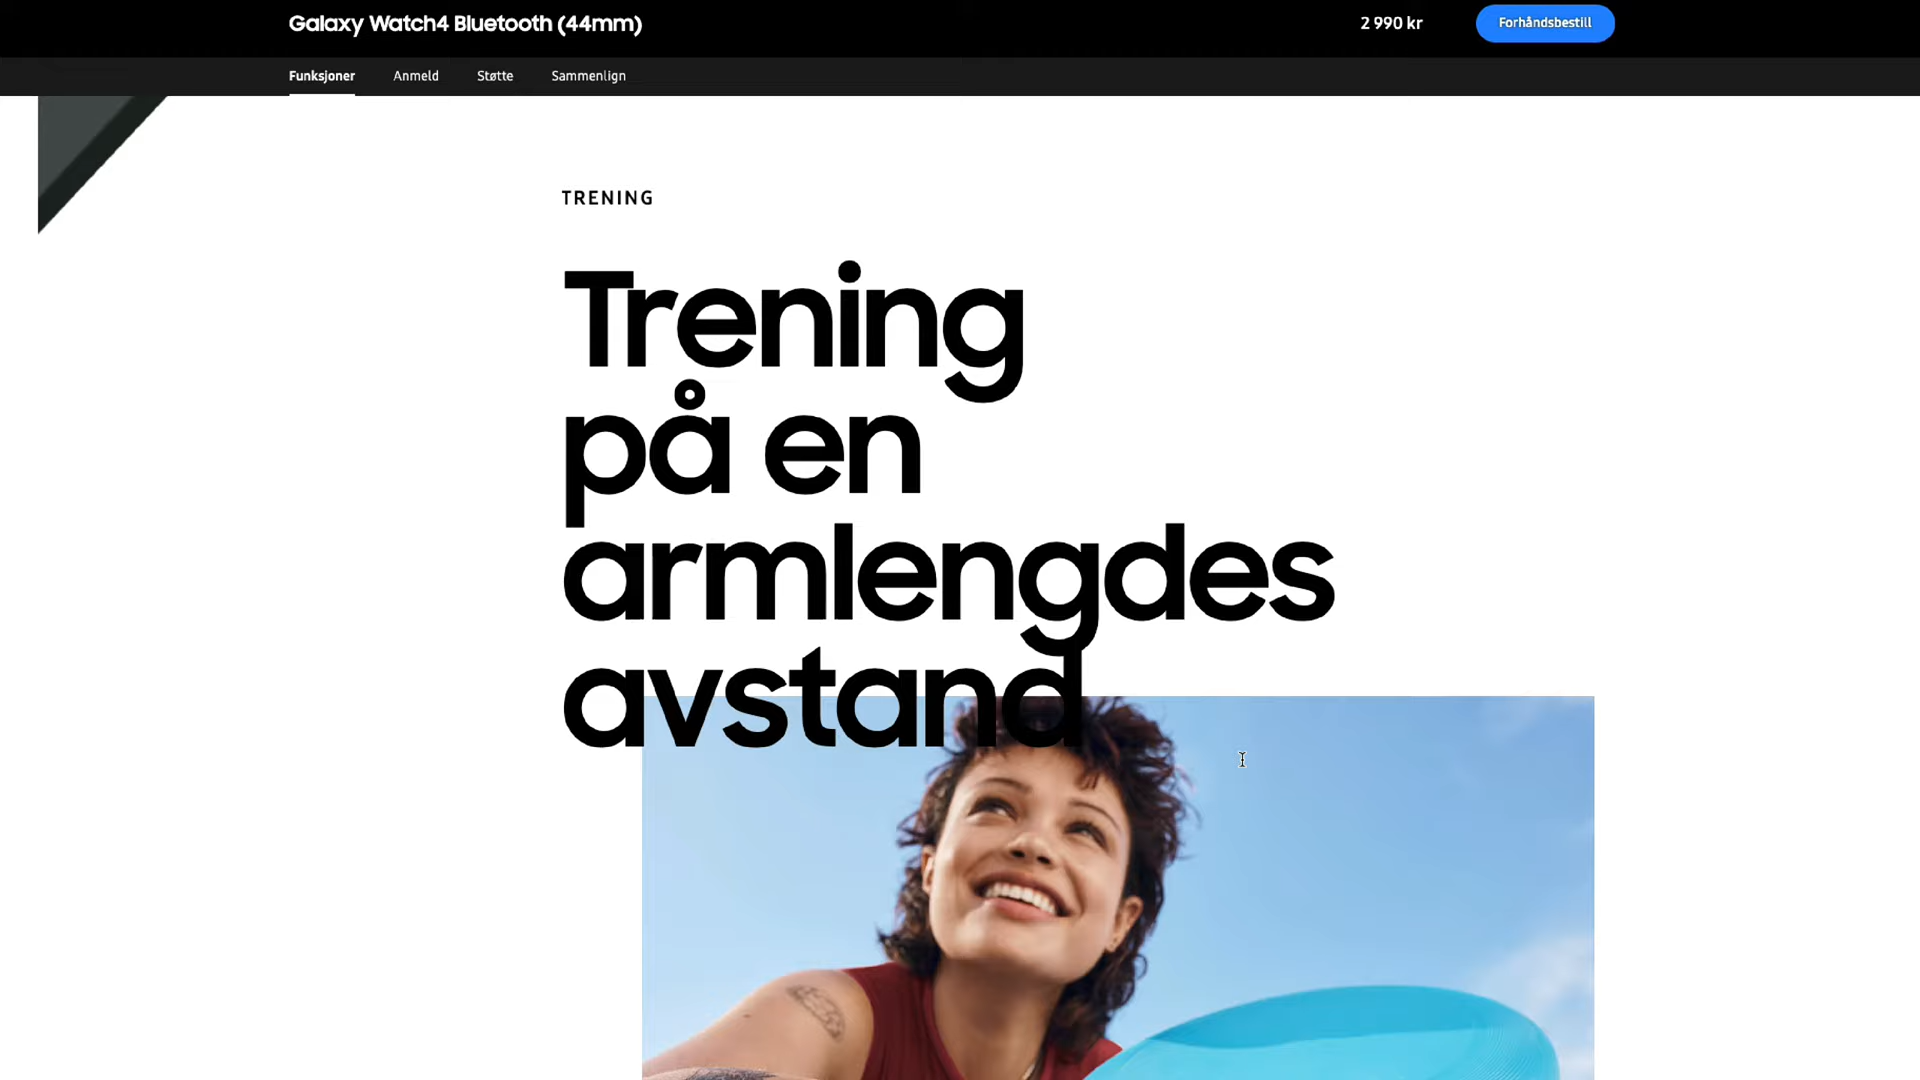 Galaxy Watch4 Bluetooth (44mm)
2 990 kr
Forhåndsbestill
Funksjoner
Anmeld
Støtte
Sammenlign
TRENING
Trening
på en
armlengdes
avstand